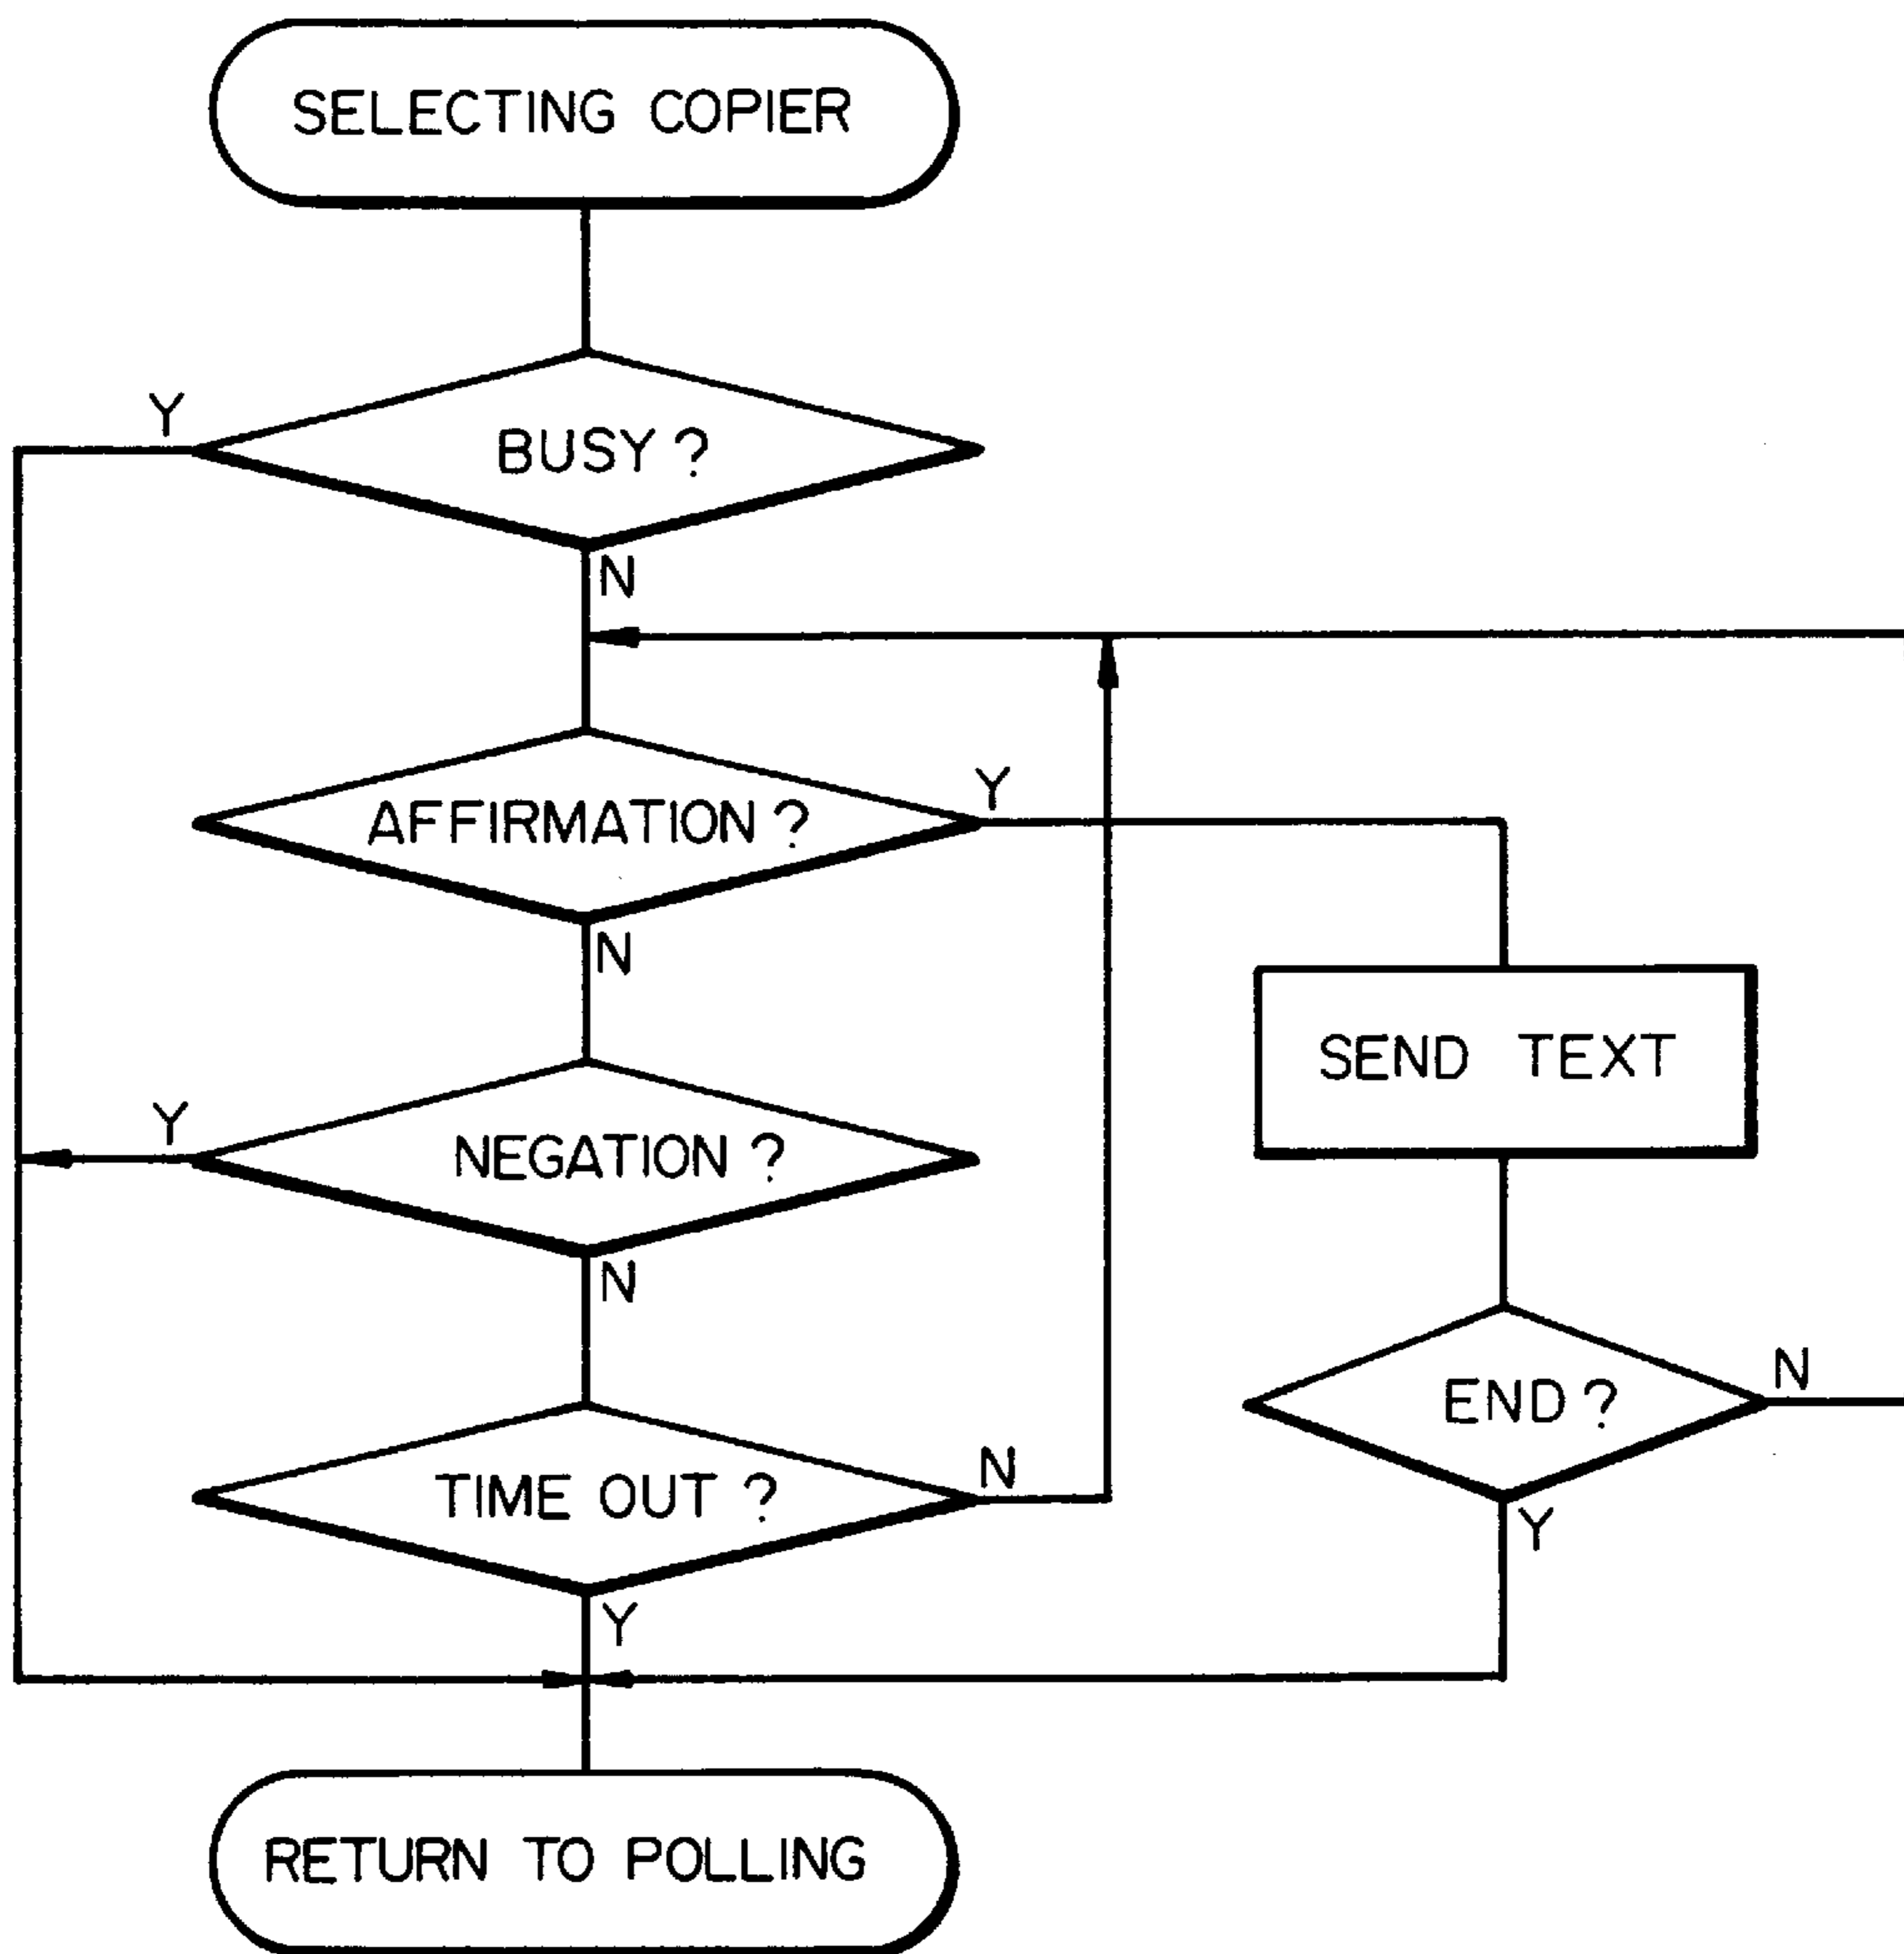 SELECTING COPIER
Y
BUSY ?
N
AFFIRMATION ?
Y
N
SEND TEXT
Y
NEGATION ?
N
END ?
N
TIME OUT ?
N
Y
Y
RETURN TO POLLING